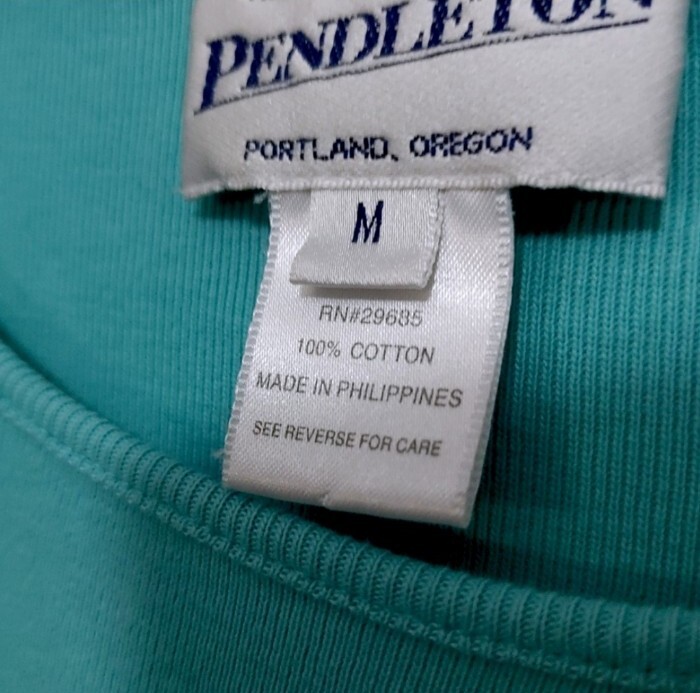 PENDLETON
PORTLAND, OREGON
M
RN#29685
100% COTTON
MADE IN PHILIPPINES
SEE REVERSE FOR CARE